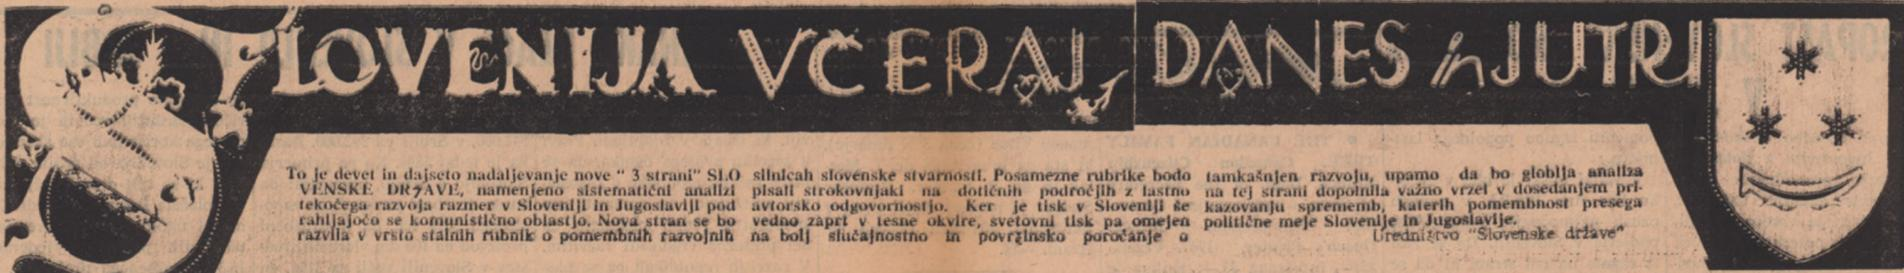 SLOVENIJA VČERAJ, DANES in JUTRI
To je devet in dajseto nadaljevanje nove " 3 strani" SLO
VENSKE DRŽAVE, namenjeno sistematični analizi
tekočega razvoja razmer v Sloveniji in Jugoslaviji pod
rahljajočo se komunistično oblastjo. Nova stran se bo
razvila v vrsto stalnih rubrik o pomembnih razvojnih
silnicah slovenske stvarnosti. Posamezne rubrike bodo
pisali strokovnjaki na dotičnih področjih z lastno
avtorsko odgovornostjo. Ker je tisk v Sloveniji še
vedno zaprt v tesne okvire, svetovni tisk pa omejen
na bolj slučajnostno in površinsko poročanje o
tamkašnjen razvoju, upamo da bo globlja analiza
na tej strani dopolnila važno vrzel v dosedanjem pri-
kazovanju sprememb, katerih pomembnost presega
politične meje Slovenije in Jugoslavije.
Uredništvo "Slovenske države"